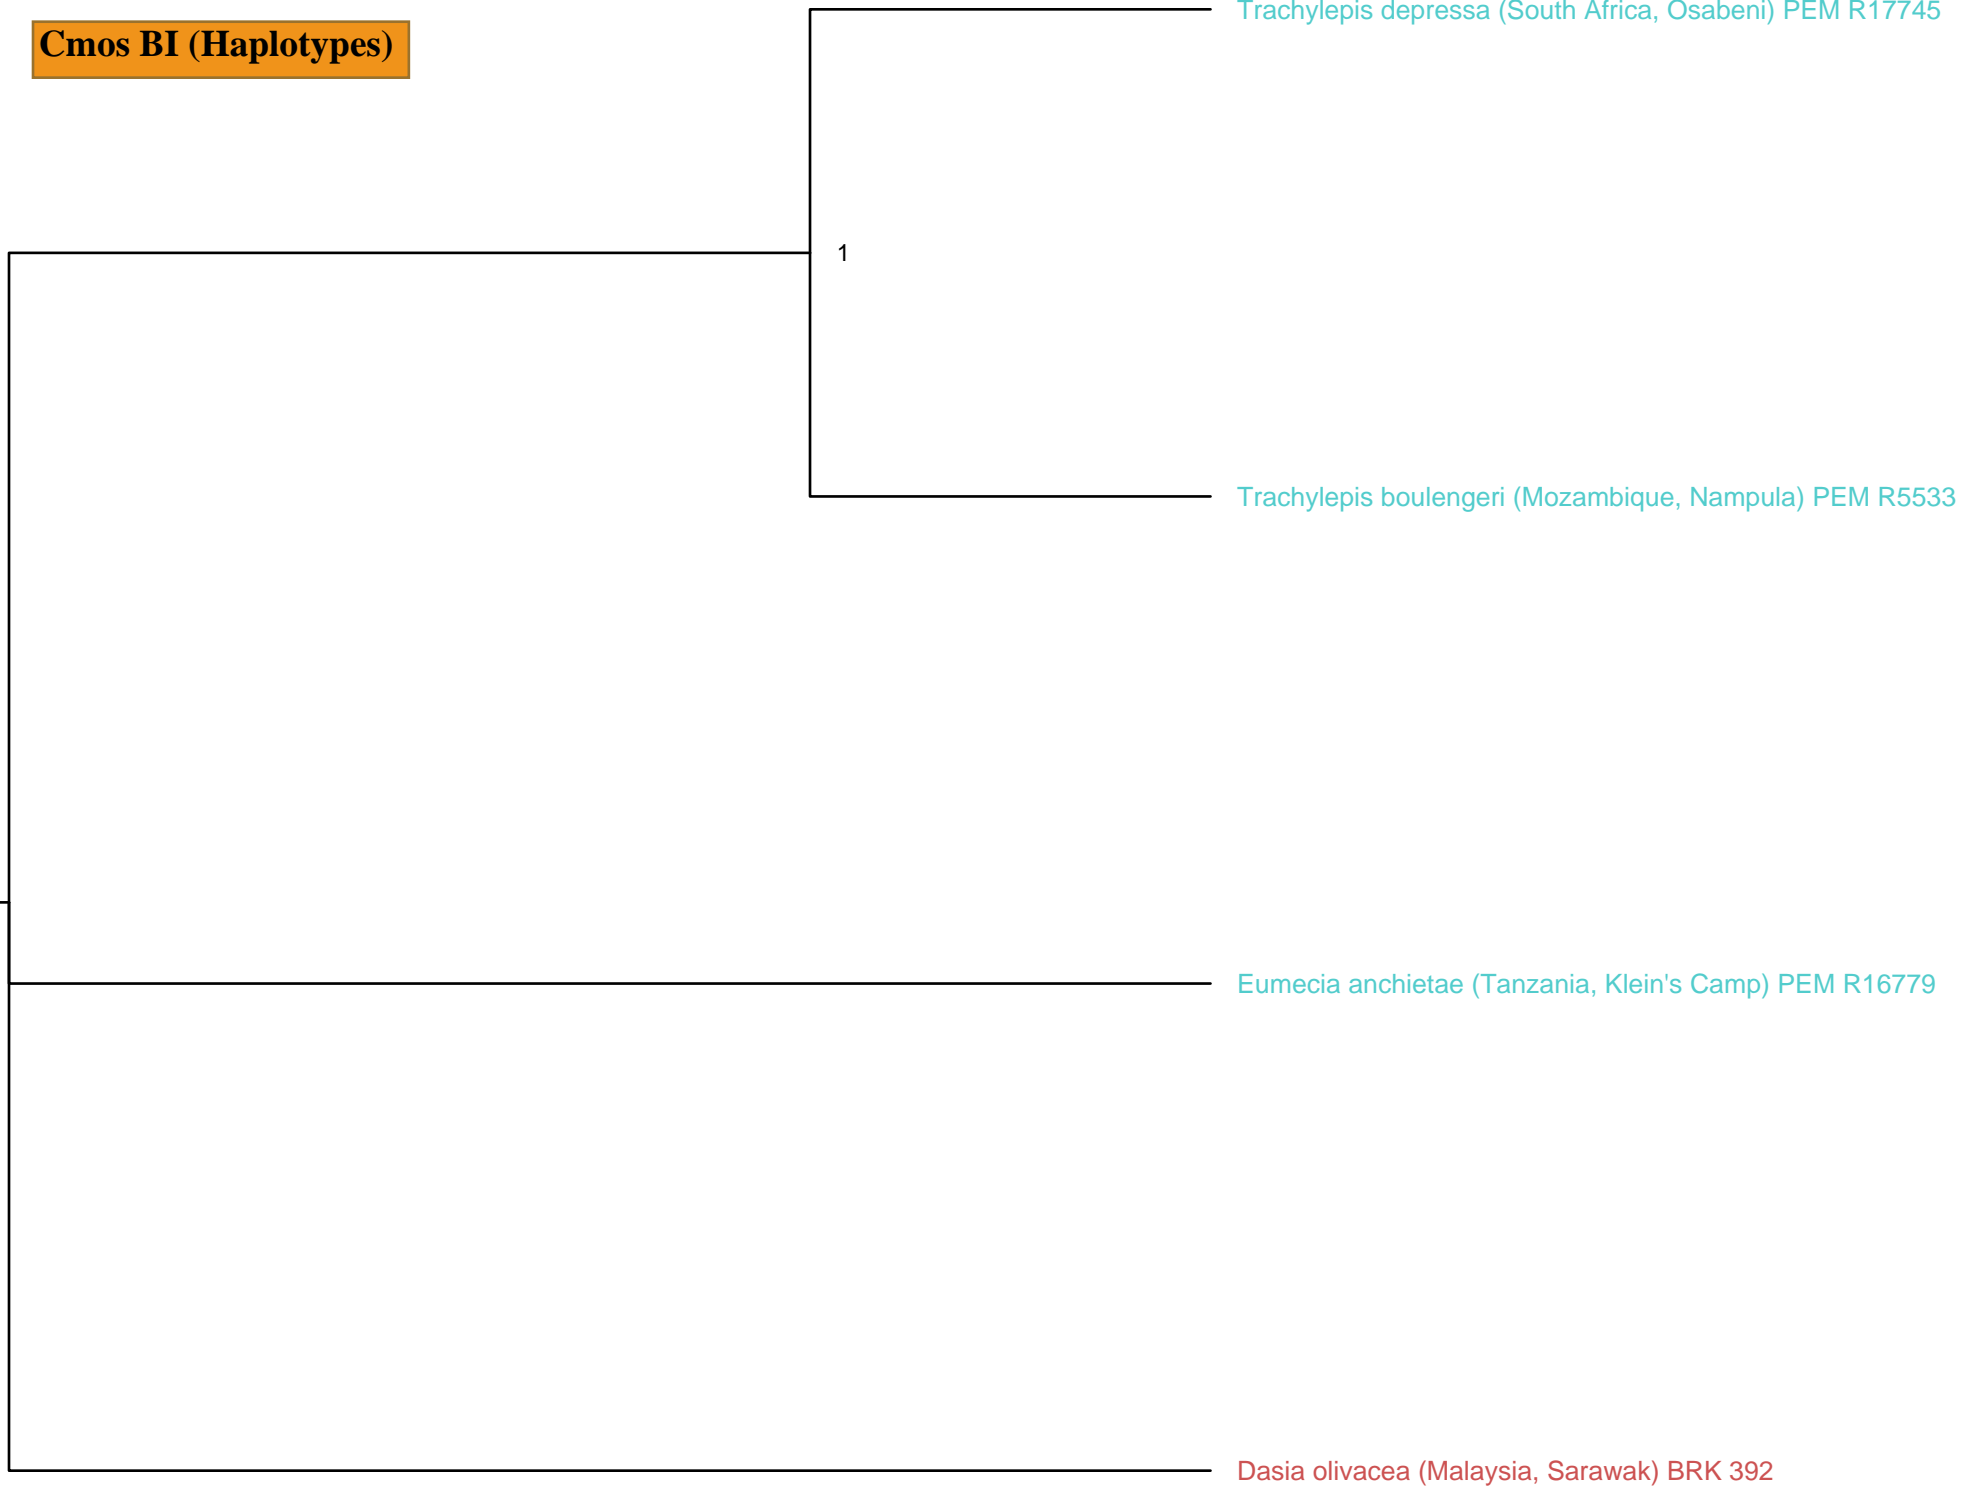 Trachylepis depressa (South Africa, Osabeni) PEM R17745
Cmos BI (Haplotypes)
1
Trachylepis boulengeri (Mozambique, Nampula) PEM R5533
Eumecia anchietae (Tanzania, Klein's Camp) PEM R16779
Dasia olivacea (Malaysia, Sarawak) BRK 392